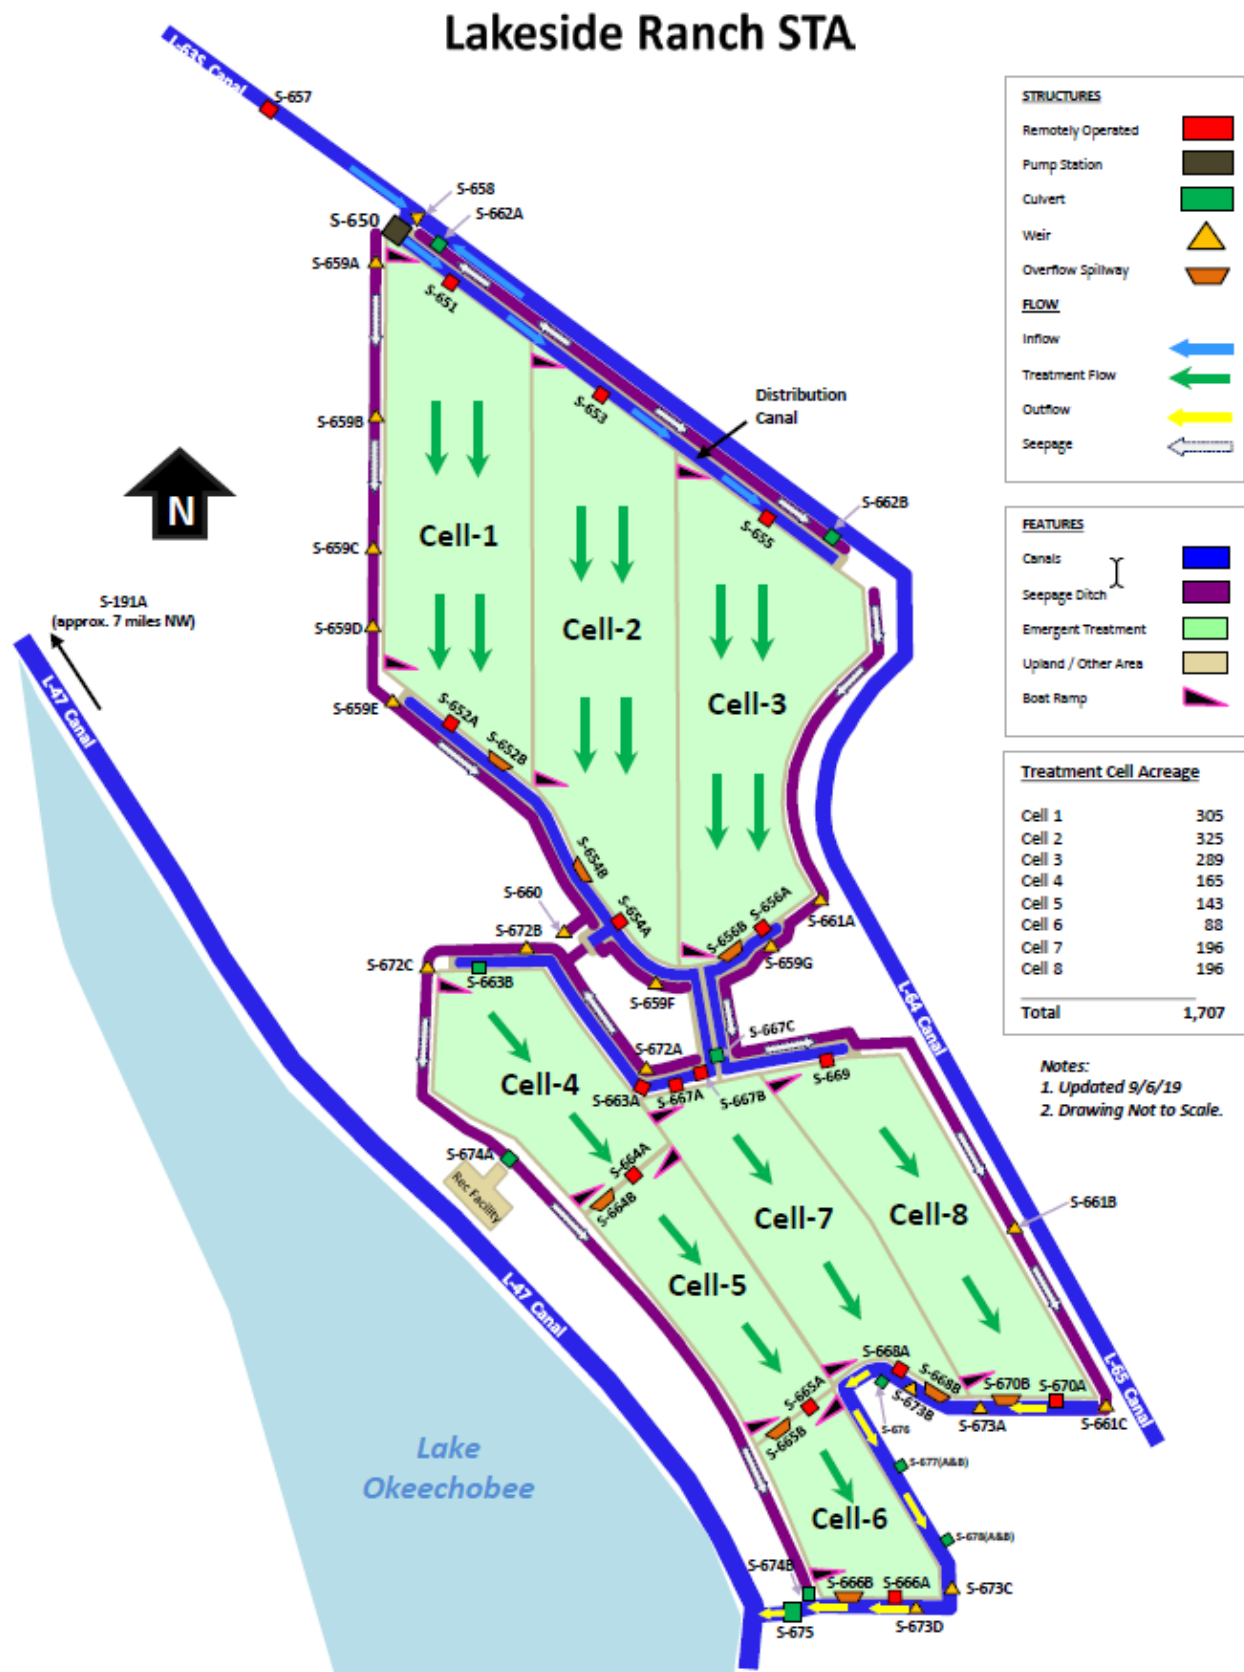 Lakeside Ranch STA
L-63S Canal
S-657
S-658
S-662A
S-650
S-659A
S-651
S-653
Distribution
Canal
S-659B
S-662B
S-655
Cell-1
S-659C
Cell-2
S-659D
S-191A
(approx. 7 miles NW)
N
L-47 Canal
Cell-3
S-659E
S-652A
S-652B
S-654B
S-660
S-654A
S-656A
S-656B
S-661A
S-672B
S-659G
S-672C
S-663B
S-659F
L-64 Canal
S-667C
S-672A
S-669
Cell-4
S-663A
S-667A
S-667B
S-674A
S-664A
Rec Facility
S-664B
S-661B
Cell-7
Cell-8
Cell-5
L-47 Canal
S-668A
S-668B
S-670B
S-670A
L-65 Canal
S-665A
S-673B
S-673A
S-661C
S-676
S-665B
Lake
Okeechobee
S-677(A&B)
Cell-6
S-678(A&B)
S-674B
S-666B
S-666A
S-673C
S-675
S-673D
STRUCTURES
Remotely Operated
Pump Station
Culvert
Weir
Overflow Spillway
FLOW
Inflow
Treatment Flow
Outflow
Seepage
FEATURES
Canals
Seepage Ditch
Emergent Treatment
Upland / Other Area
Boat Ramp
Treatment Cell Acreage
Cell 1 305
Cell 2 325
Cell 3 289
Cell 4 165
Cell 5 143
Cell 6 88
Cell 7 196
Cell 8 196
Total 1,707
Notes:
1. Updated 9/6/19
2. Drawing Not to Scale.